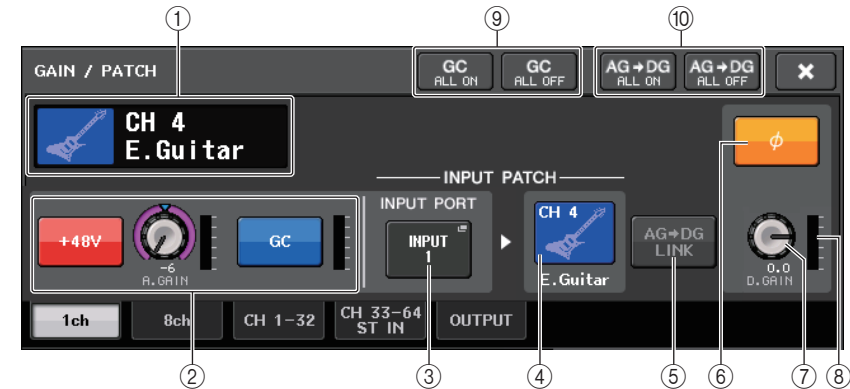 ① ⑨ ⑩
GAIN / PATCH
GC
ALL ON
GC
ALL OFF
AG➜DG
ALL ON
AG➜DG
ALL OFF
×
CH 4
E.Guitar
INPUT PATCH
INPUT PORT
+48V
-6
A.GAIN
GC
INPUT
1
CH 4
E.Guitar
AG➜DG
LINK
φ
0.0
D.GAIN
1ch
8ch
CH 1-32
CH 33-64
ST IN
OUTPUT
② ③ ④ ⑤ ⑥ ⑦ ⑧